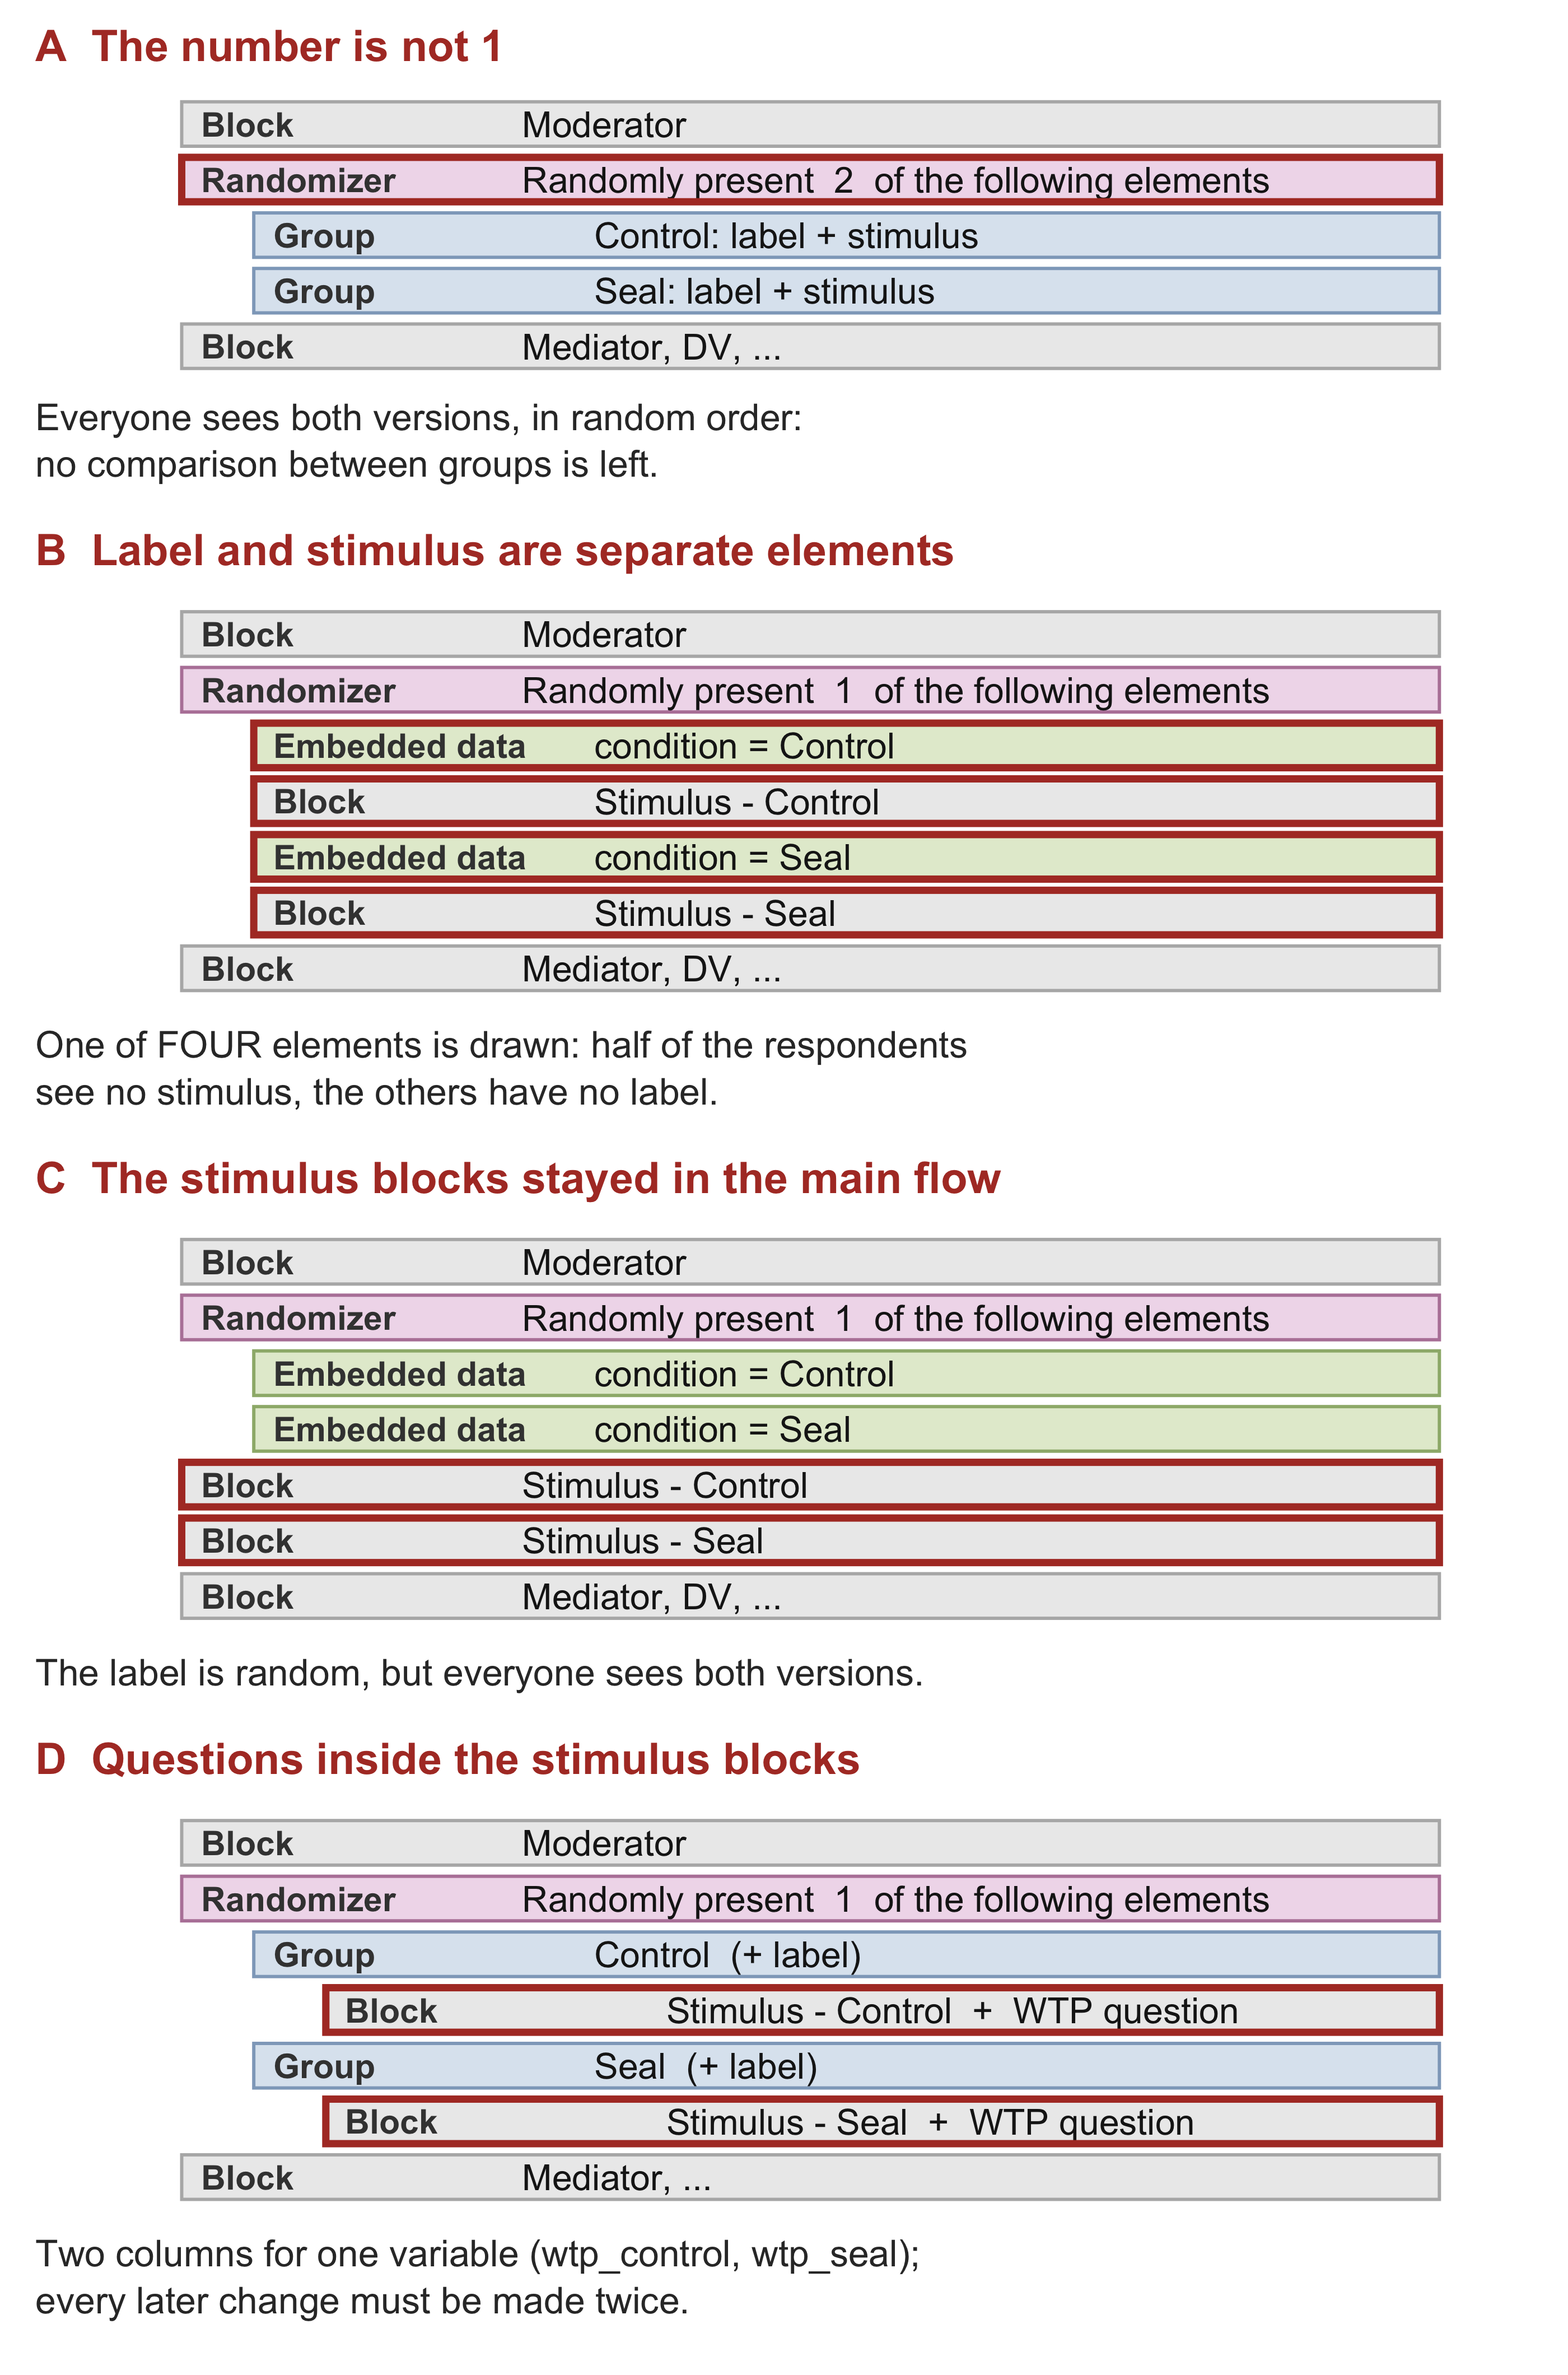 A The number is not 1
Block Moderator
Randomizer Randomly present 2 of the following elements
Group Control: label + stimulus
Group Seal: label + stimulus
Block Mediator, DV, ...
Everyone sees both versions, in random order:
no comparison between groups is left.
B Label and stimulus are separate elements
Block Moderator
Randomizer Randomly present 1 of the following elements
Embedded data condition = Control
Block Stimulus - Control
Embedded data condition = Seal
Block Stimulus - Seal
Block Mediator, DV, ...
One of FOUR elements is drawn: half of the respondents
see no stimulus, the others have no label.
C The stimulus blocks stayed in the main flow
Block Moderator
Randomizer Randomly present 1 of the following elements
Embedded data condition = Control
Embedded data condition = Seal
Block Stimulus - Control
Block Stimulus - Seal
Block Mediator, DV, ...
The label is random, but everyone sees both versions.
D Questions inside the stimulus blocks
Block Moderator
Randomizer Randomly present 1 of the following elements
Group Control (+ label)
Block Stimulus - Control + WTP question
Group Seal (+ label)
Block Stimulus - Seal + WTP question
Block Mediator, ...
Two columns for one variable (wtp_control, wtp_seal);
every later change must be made twice.